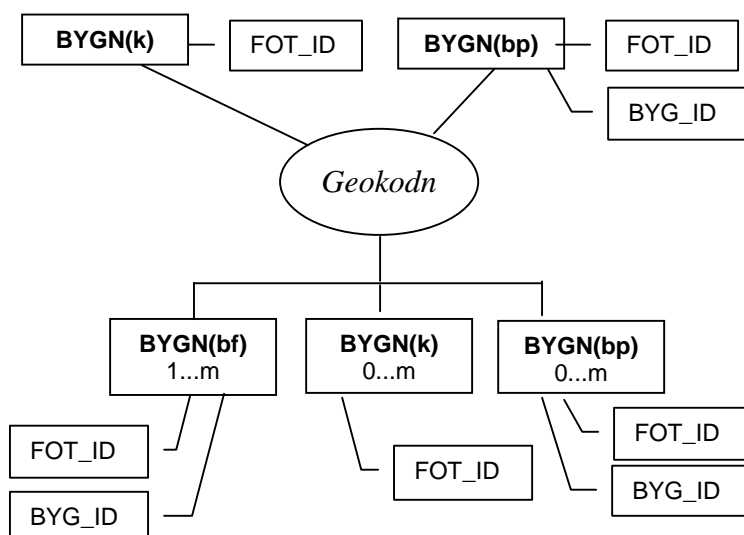 BYGN(k)
FOT_ID
BYGN(bp)
FOT_ID
BYG_ID
Geokodn
BYGN(bf)
1...m
BYGN(k)
0...m
BYGN(bp)
0...m
FOT_ID
BYG_ID
FOT_ID
FOT_ID
BYG_ID